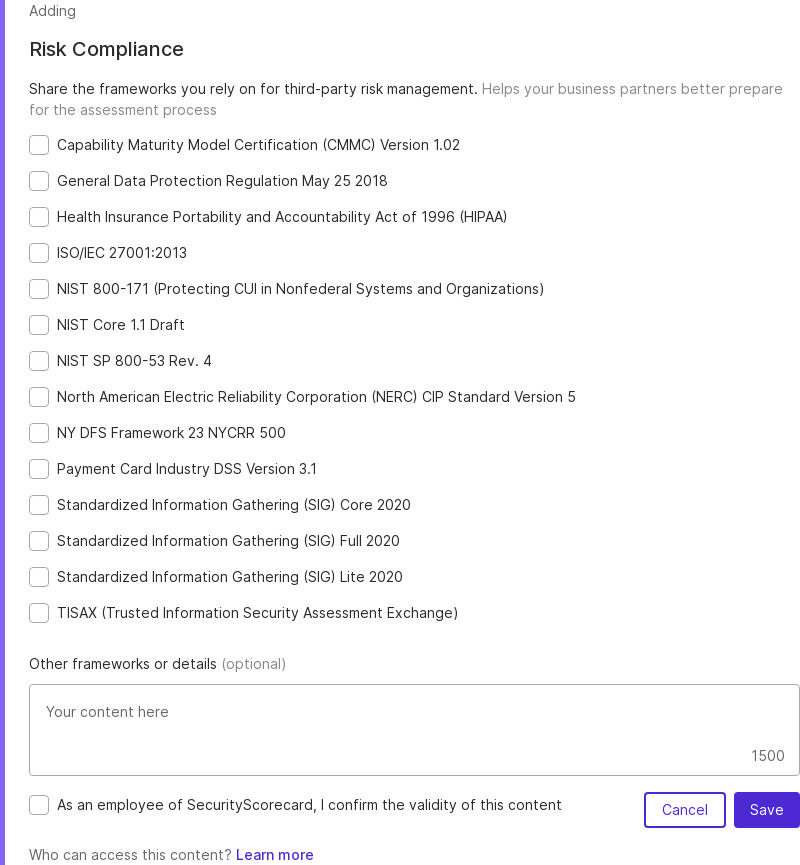 Adding
Risk Compliance
Share the frameworks you rely on for third-party risk management. Helps your business partners better prepare
for the assessment process
Capability Maturity Model Certification (CMMC) Version 1.02
General Data Protection Regulation May 25 2018
Health Insurance Portability and Accountability Act of 1996 (HIPAA)
ISO/IEC 27001:2013
NIST 800-171 (Protecting CUI in Nonfederal Systems and Organizations)
NIST Core 1.1 Draft
NIST SP 800-53 Rev. 4
North American Electric Reliability Corporation (NERC) CIP Standard Version 5
NY DFS Framework 23 NYCRR 500
Payment Card Industry DSS Version 3.1
Standardized Information Gathering (SIG) Core 2020
Standardized Information Gathering (SIG) Full 2020
Standardized Information Gathering (SIG) Lite 2020
TISAX (Trusted Information Security Assessment Exchange)
Other frameworks or details (optional)
Your content here
1500
As an employee of SecurityScorecard, I confirm the validity of this content
Cancel
Save
Who can access this content? Learn more